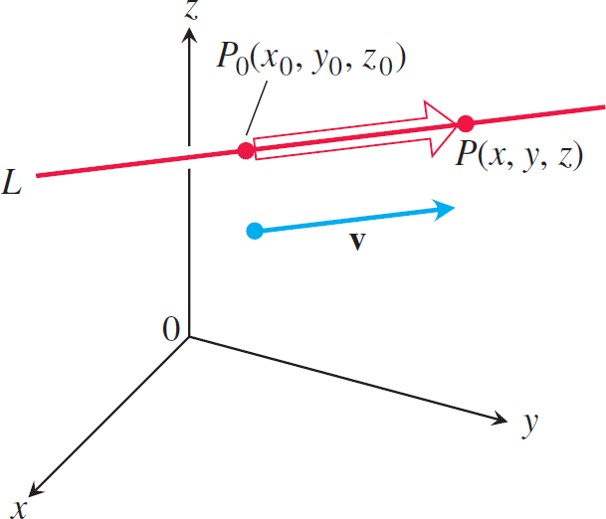 z
P₀(x₀, y₀, z₀)
P(x, y, z)
L
v
0
y
x